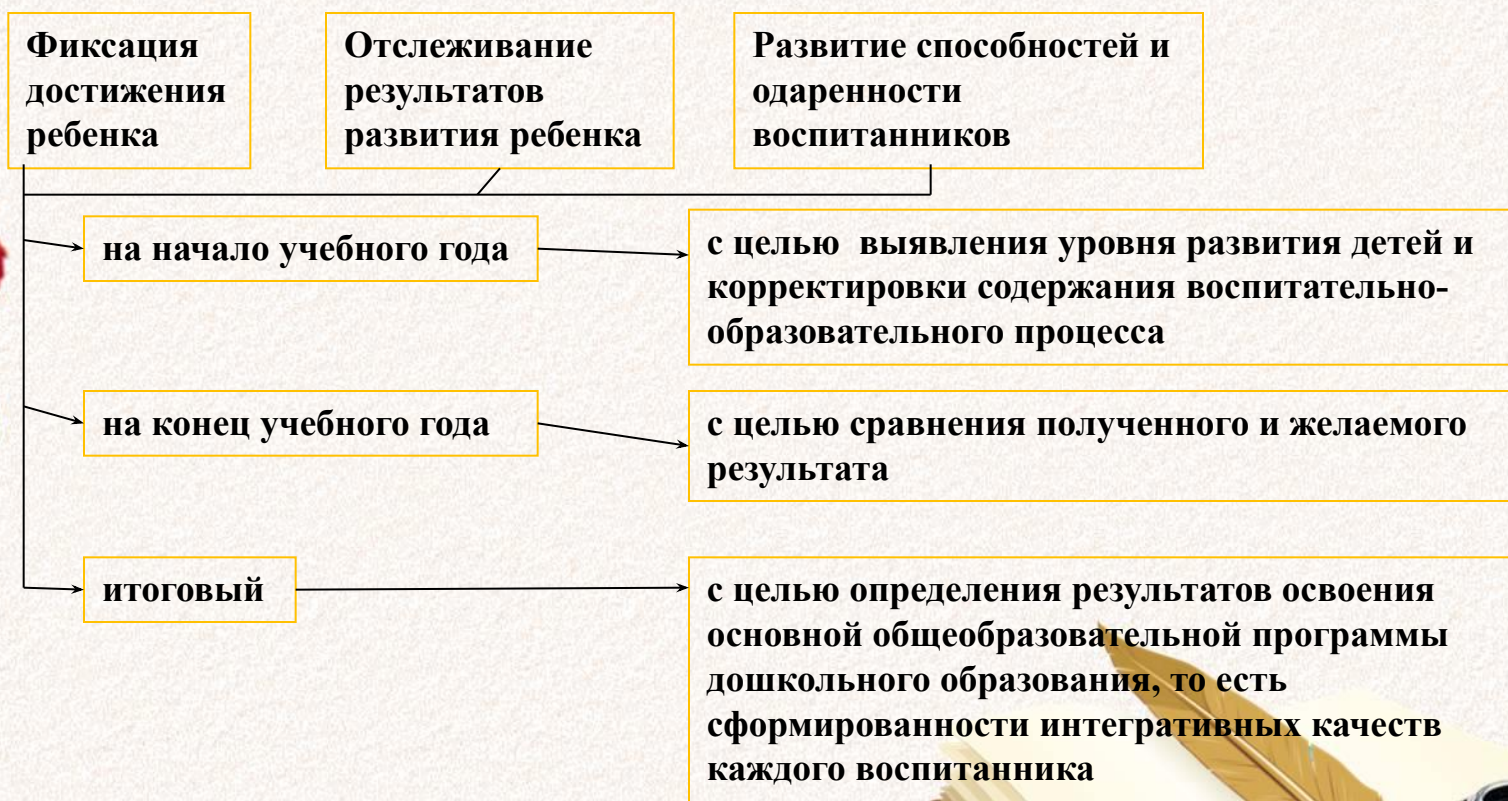 Фиксация
достижения
ребенка
Отслеживание
результатов
развития ребенка
Развитие способностей и
одаренности
воспитанников
на начало учебного года
с целью выявления уровня развития детей и
корректировки содержания воспитательно-
образовательного процесса
на конец учебного года
с целью сравнения полученного и желаемого
результата
итоговый
с целью определения результатов освоения
основной общеобразовательной программы
дошкольного образования, то есть
сформированности интегративных качеств
каждого воспитанника